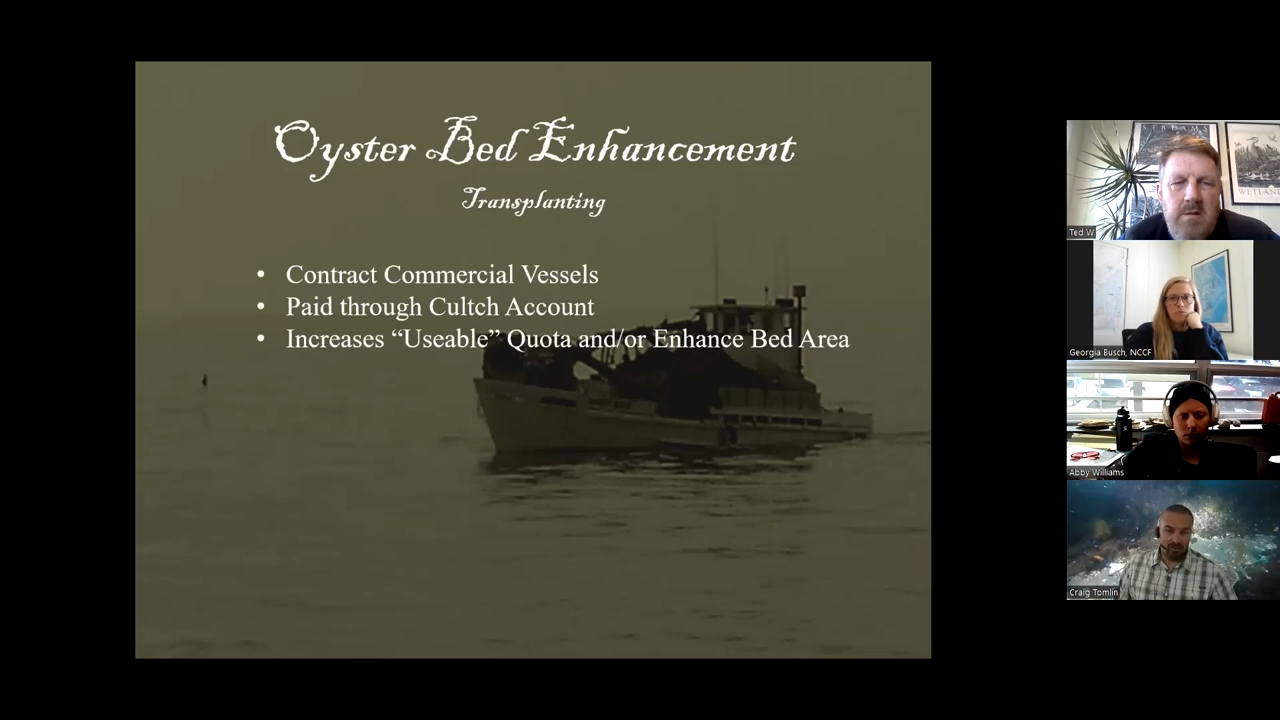 Oyster Bed Enhancement
Transplanting
• Contract Commercial Vessels
• Paid through Cultch Account
• Increases “Useable” Quota and/or Enhance Bed Area
Ted W
Georgia Busch, NCCF
Abby Williams
Craig Tomlin